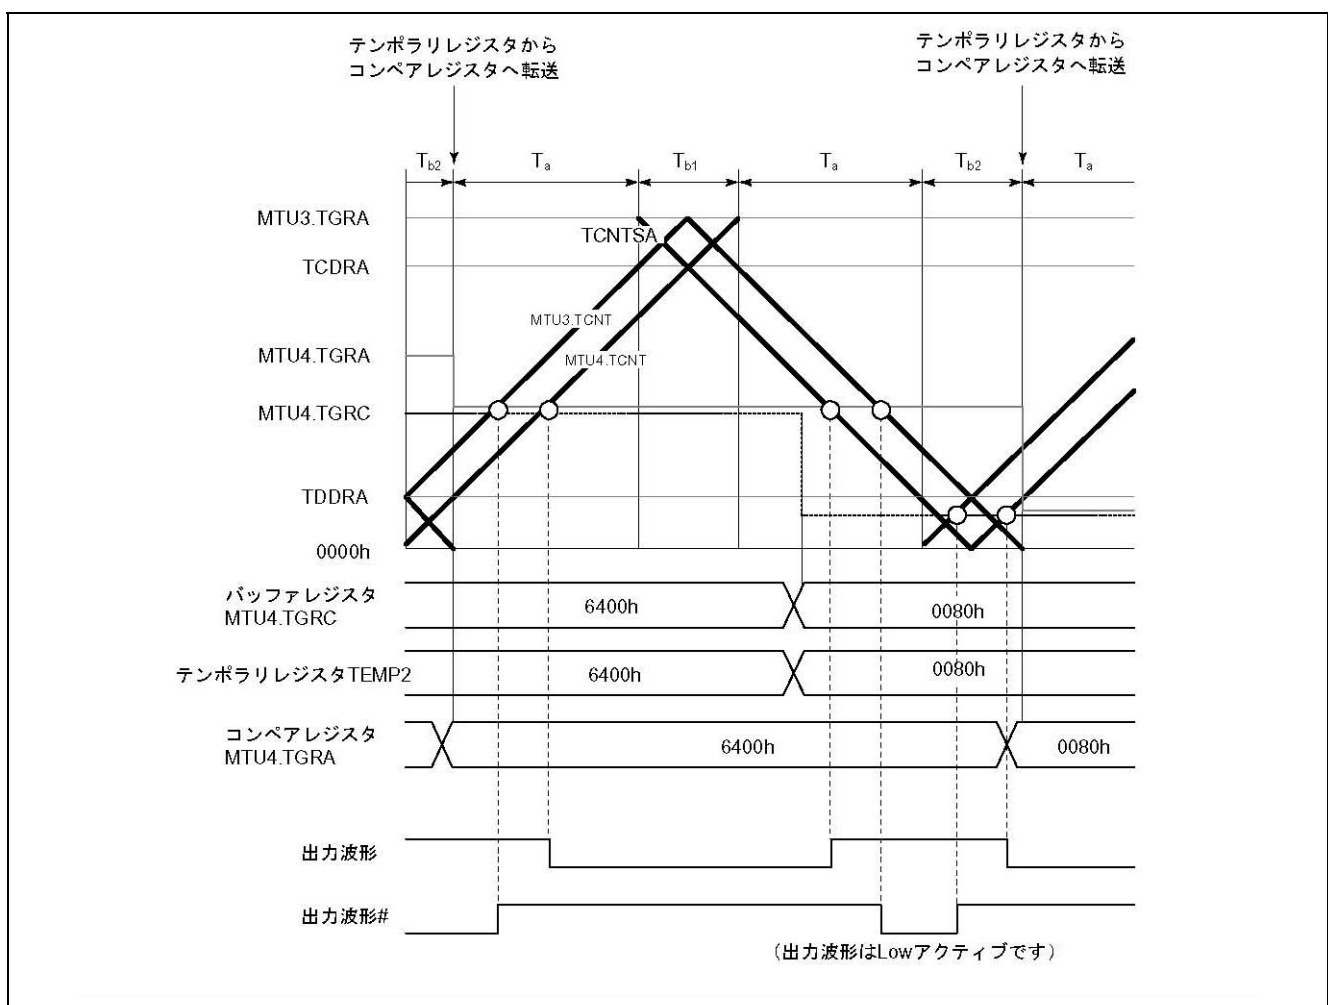 テンポラリレジスタから
コンペアレジスタへ転送
テンポラリレジスタから
コンペアレジスタへ転送
Tb2
Ta
Tb1
Ta
Tb2
Ta
MTU3.TGRA
TCNTSA
TCDRA
MTU3.TCNT
MTU4.TGRA
MTU4.TCNT
MTU4.TGRC
TDDRA
0000h
バッファレジスタ
MTU4.TGRC
6400h
0080h
テンポラリレジスタTEMP2
6400h
0080h
コンペアレジスタ
MTU4.TGRA
6400h
0080h
出力波形
出力波形#
(出力波形はLowアクティブです)